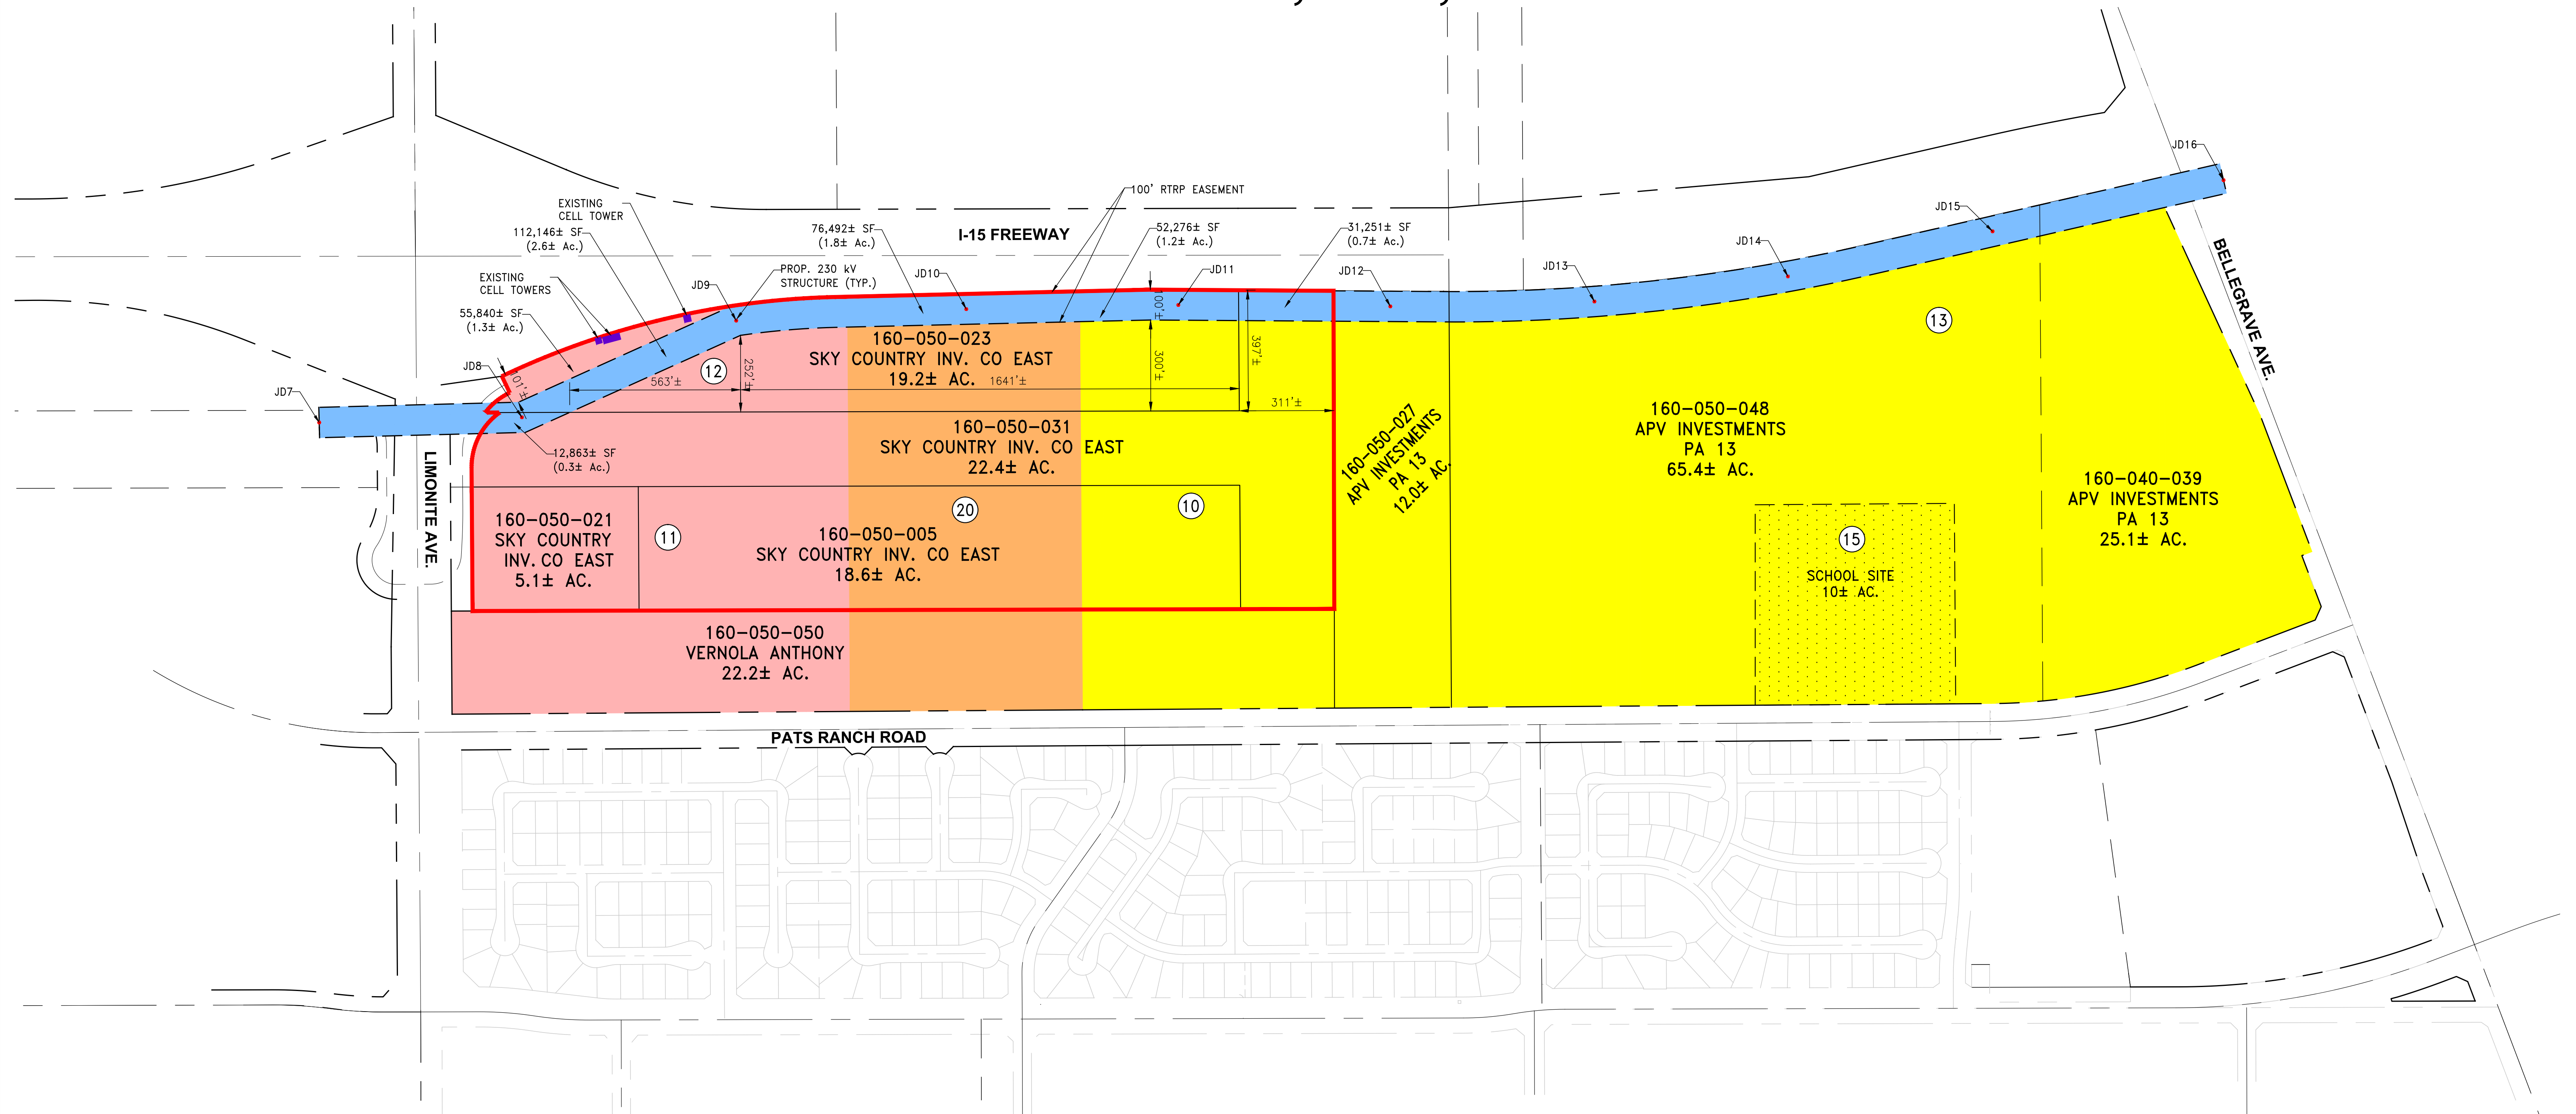 JD16
100' RTRP EASEMENT
EXISTING
CELL TOWER
JD15
112,146± SF
(2.6± Ac.)
76,492± SF
(1.8± Ac.)
I-15 FREEWAY
52,276± SF
(1.2± Ac.)
31,251± SF
(0.7± Ac.)
JD14
BELLEGRAVE AVE.
EXISTING
CELL TOWERS
JD9
PROP. 230 kV
STRUCTURE (TYP.)
JD10
JD11
JD12
JD13
55,840± SF
(1.3± Ac.)
100'±
13
JD8
101'±
12
563'±
252'±
160-050-023
SKY COUNTRY INV. CO EAST
19.2± AC.
1641'±
300'±
397'±
311'±
JD7
160-050-027
APV INVESTMENTS
PA 13
12.0± AC.
160-050-048
APV INVESTMENTS
PA 13
65.4± AC.
12,863± SF
(0.3± Ac.)
160-050-031
SKY COUNTRY INV. CO EAST
22.4± AC.
LIMONITE AVE.
160-040-039
APV INVESTMENTS
PA 13
25.1± AC.
160-050-021
SKY COUNTRY
INV. CO EAST
5.1± AC.
11
20
10
160-050-005
SKY COUNTRY INV. CO EAST
18.6± AC.
15
SCHOOL SITE
10± AC.
160-050-050
VERNOLA ANTHONY
22.2± AC.
PATS RANCH ROAD